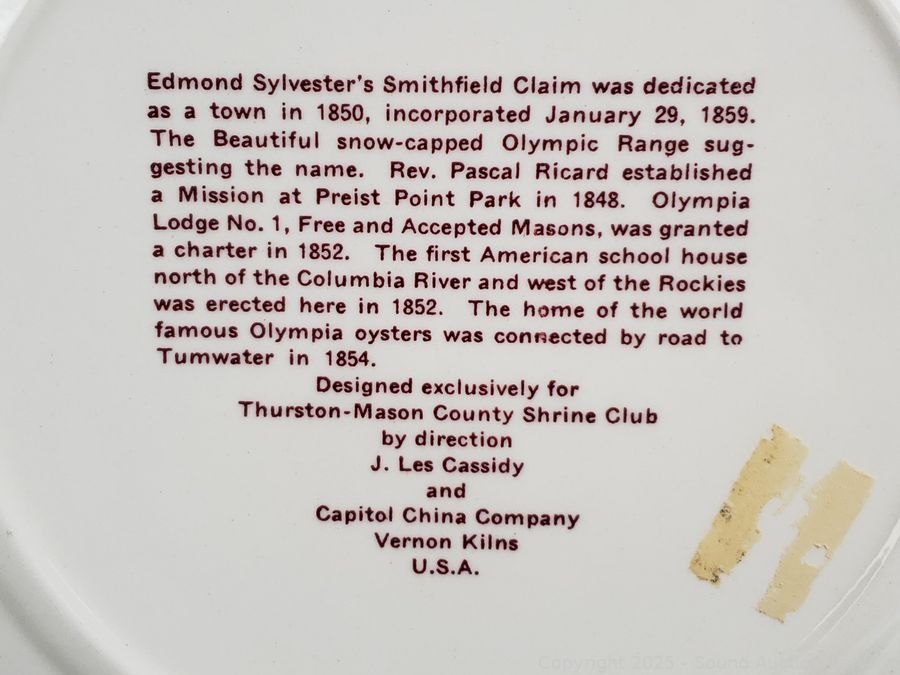 Edmond Sylvester's Smithfield Claim was dedicated
as a town in 1850, incorporated January 29, 1859.
The Beautiful snow-capped Olympic Range sug-
gesting the name. Rev. Pascal Ricard established
a Mission at Preist Point Park in 1848. Olympia
Lodge No. 1, Free and Accepted Masons, was granted
a charter in 1852. The first American school house
north of the Columbia River and west of the Rockies
was erected here in 1852. The home of the world
famous Olympia oysters was connected by road to
Tumwater in 1854.
Designed exclusively for
Thurston-Mason County Shrine Club
by direction
J. Les Cassidy
and
Capitol China Company
Vernon Kilns
U.S.A.
Copyright 2025 - Sound